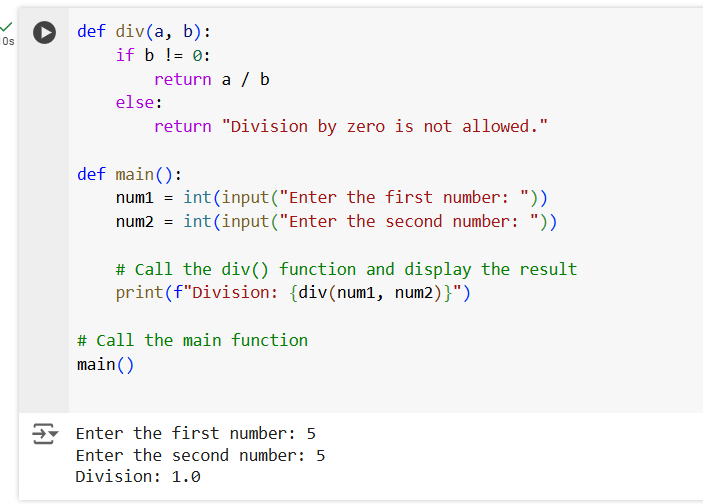 10s
def div(a, b):
    if b != 0:
        return a / b
    else:
        return "Division by zero is not allowed."
def main():
    num1 = int(input("Enter the first number: "))
    num2 = int(input("Enter the second number: "))
    # Call the div() function and display the result
    print(f"Division: {div(num1, num2)}")
# Call the main function
main()
Enter the first number: 5
Enter the second number: 5
Division: 1.0